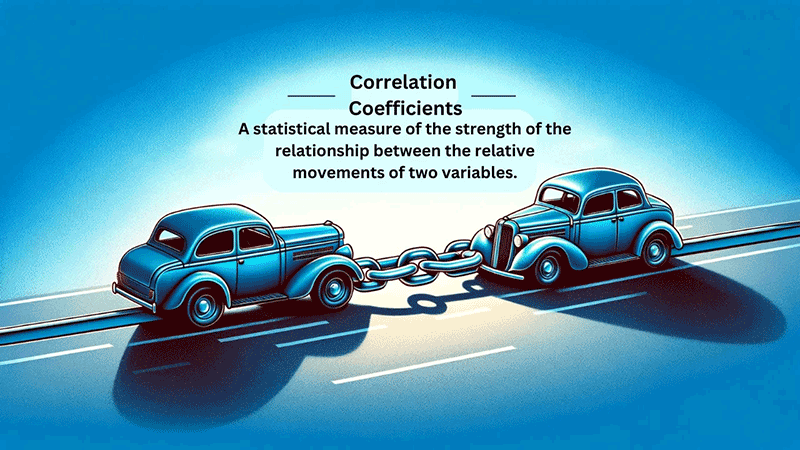 Correlation
Coefficients
A statistical measure of the strength of the
relationship between the relative
movements of two variables.